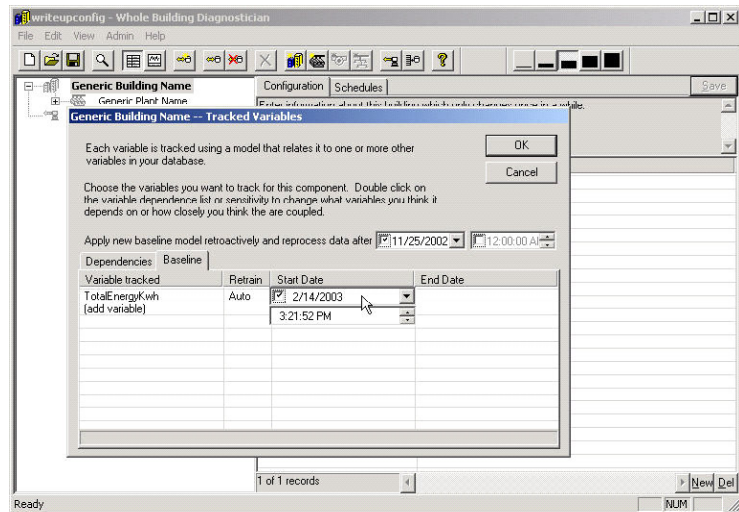 writeupconfig - Whole Building Diagnostician
File Edit View Admin Help
Generic Building Name
Generic Plant Name
Configuration Schedules
Save
Enter information about this building which only changes once in a while.
Generic Building Name -- Tracked Variables
Each variable is tracked using a model that relates it to one or more other
variables in your database.
OK
Cancel
Choose the variables you want to track for this component. Double click on
the variable dependence list or sensitivity to change what variables you think it
depends on or how closely you think the are coupled.
Apply new baseline model retroactively and reprocess data after 11/25/2002 12:00:00 AM
Dependencies Baseline
Variable tracked Retrain Start Date End Date
TotalEnergyKwh Auto 2/14/2003
(add variable) 3:21:52 PM
1 of 1 records
New Del
Ready
NUM